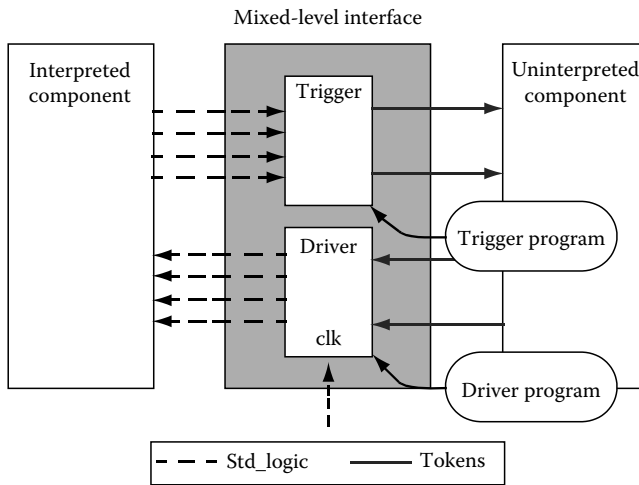 Mixed-level interface
Interpreted
component
Trigger
Uninterpreted
component
Trigger program
Driver
clk
Driver program
Std_logic
Tokens